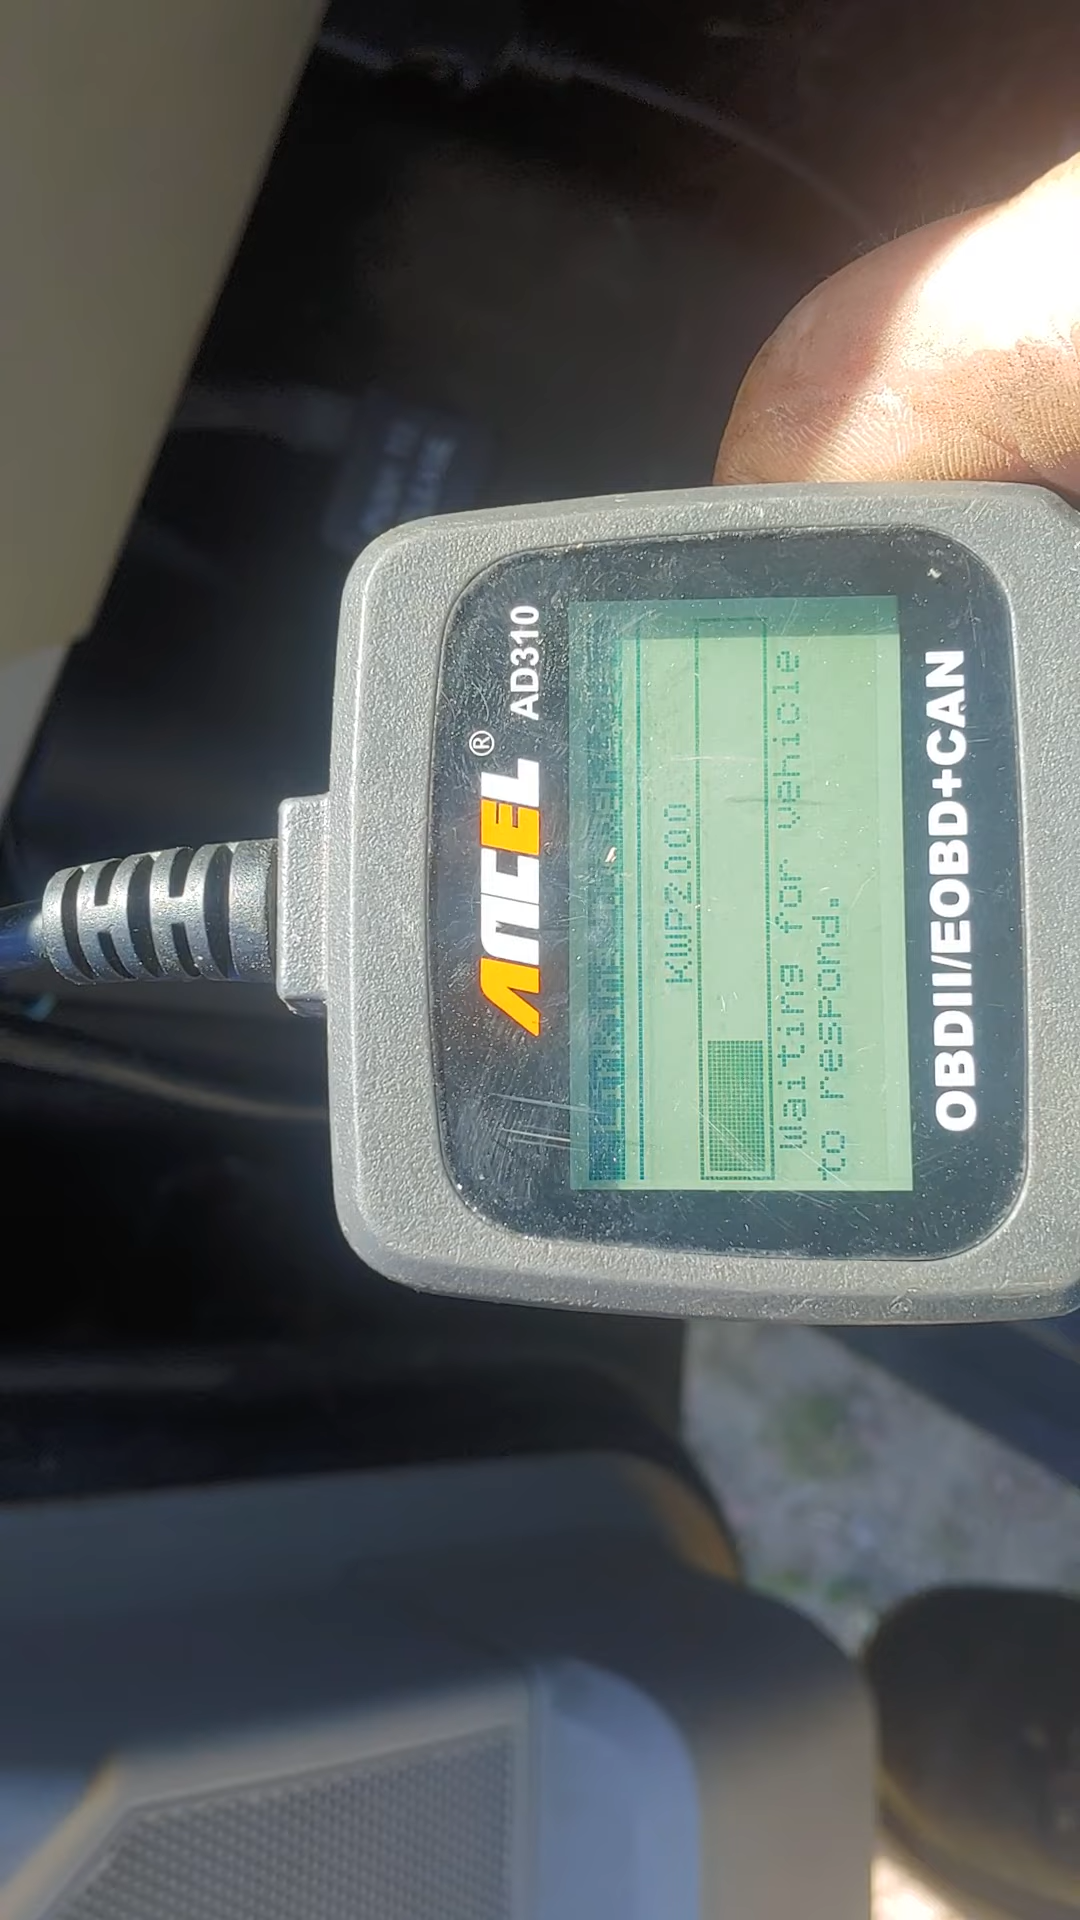 ANCEL® AD310
KWP2000
Waiting for vehicle
to respond.
OBDII/EOBD+CAN